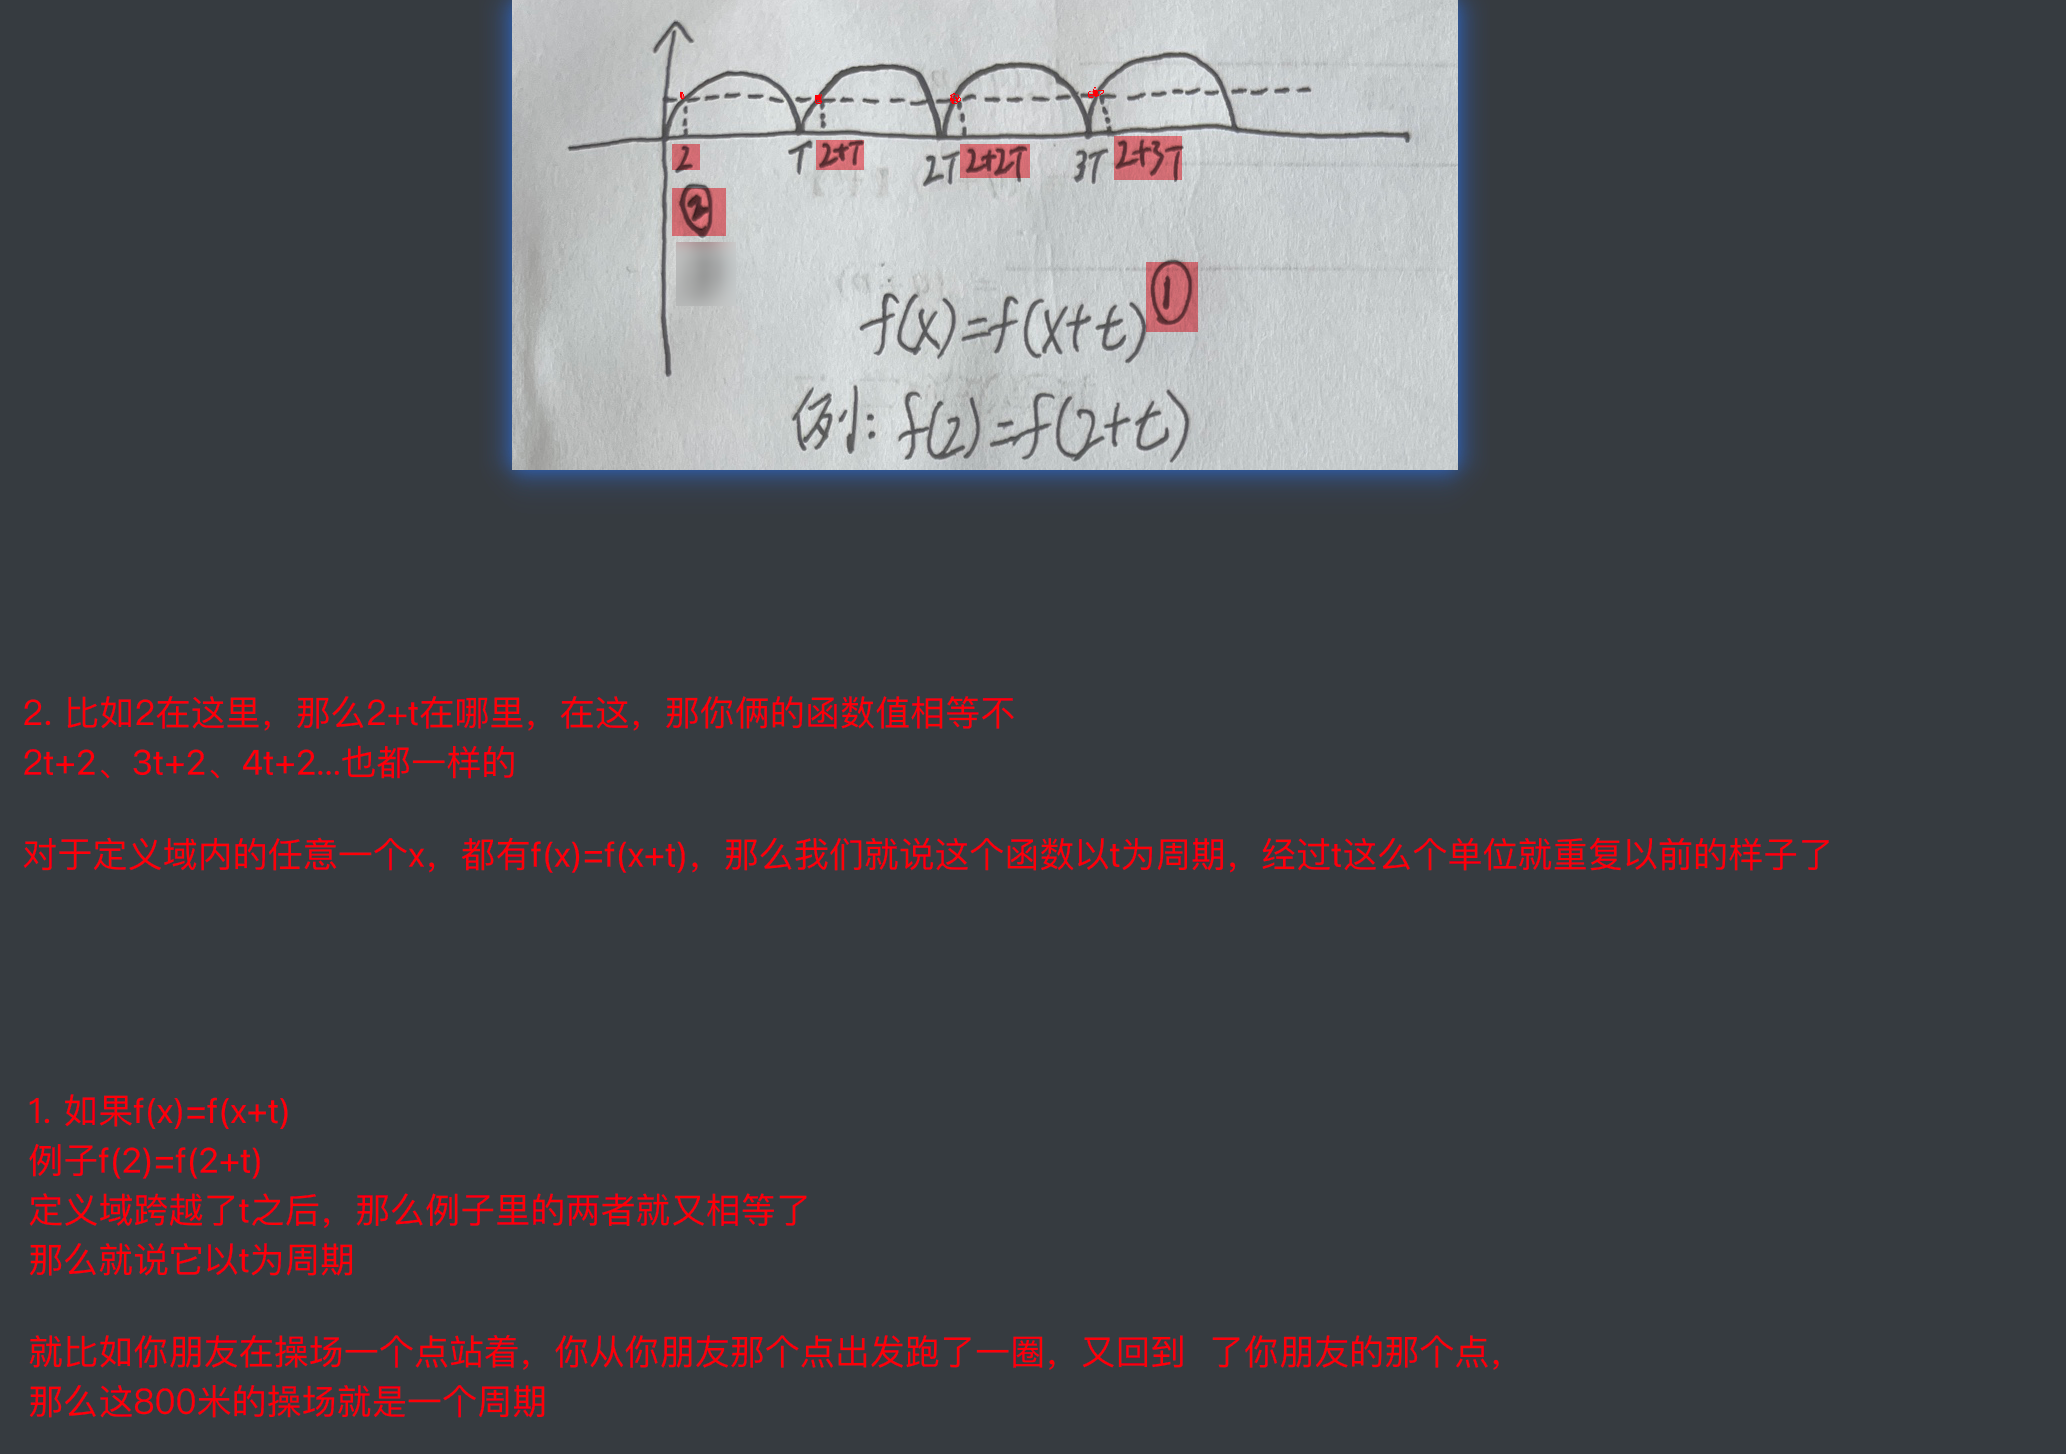 2 T 2+T 2T 2+2T 3T 2+3T
②
f(x)=f(x+t) ①
例: f(2)=f(2+t)
2. 比如2在这里，那么2+t在哪里，在这，那你俩的函数值相等不
2t+2、3t+2、4t+2...也都一样的
对于定义域内的任意一个x，都有f(x)=f(x+t)，那么我们就说这个函数以t为周期，经过t这么个单位就重复以前的样子了
1. 如果f(x)=f(x+t)
例子f(2)=f(2+t)
定义域跨越了t之后，那么例子里的两者就又相等了
那么就说它以t为周期
就比如你朋友在操场一个点站着，你从你朋友那个点出发跑了一圈，又回到 了你朋友的那个点，
那么这800米的操场就是一个周期